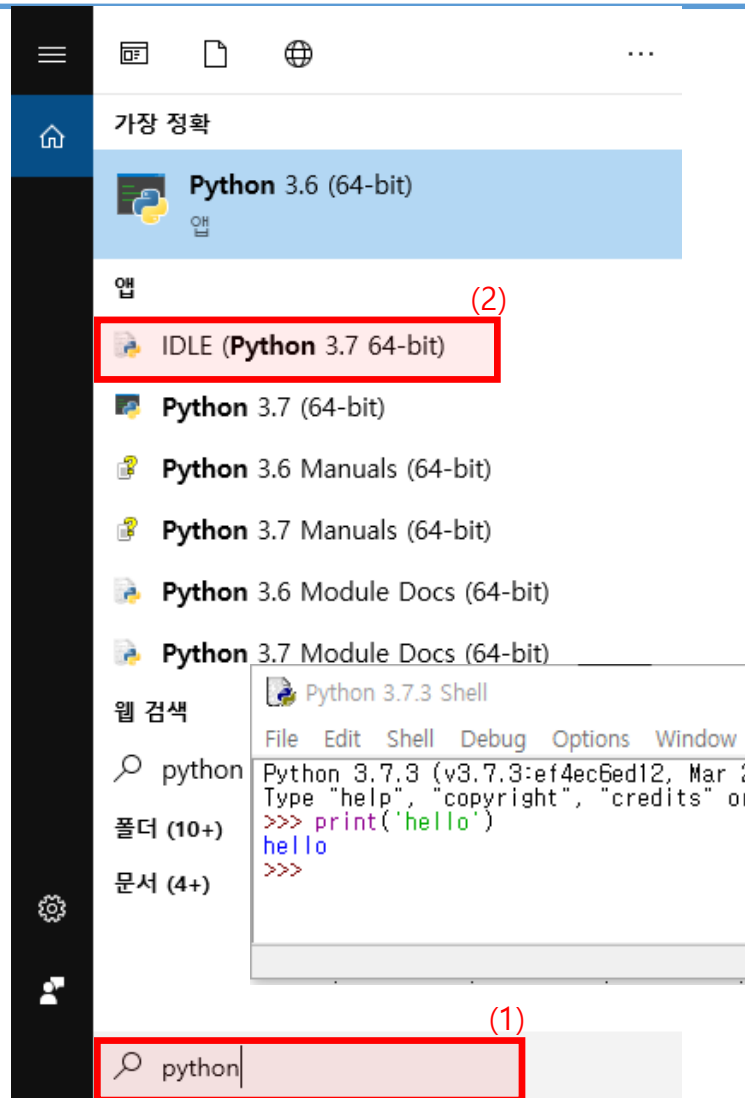 가장 정확
Python 3.6 (64-bit)
앱
앱
(2)
IDLE (Python 3.7 64-bit)
Python 3.7 (64-bit)
Python 3.6 Manuals (64-bit)
Python 3.7 Manuals (64-bit)
Python 3.6 Module Docs (64-bit)
Python 3.7 Module Docs (64-bit)
웹 검색
python
폴더 (10+)
문서 (4+)
Python 3.7.3 Shell
File Edit Shell Debug Options Window
Python 3.7.3 (v3.7.3:ef4ec6ed12, Mar
Type "help", "copyright", "credits"
>>> print('hello')
hello
>>>
(1)
python